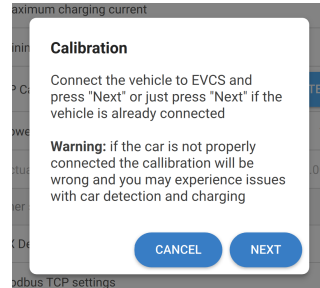 aximum charging current
Calibration
Connect the vehicle to EVCS and
press "Next" or just press "Next" if the
vehicle is already connected
Warning: if the car is not properly
connected the callibration will be
wrong and you may experience issues
with car detection and charging
CANCEL
NEXT
odbus TCP settings